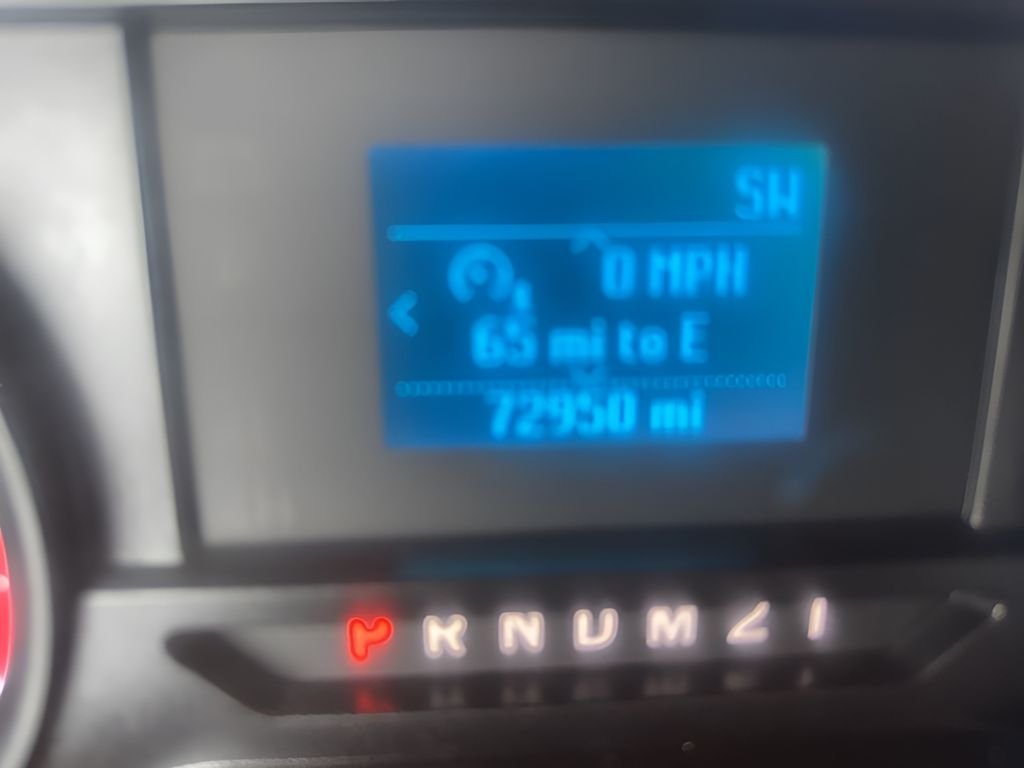 SW
0 MPH
65 mi to E
72950 mi
P R N D M 2 1